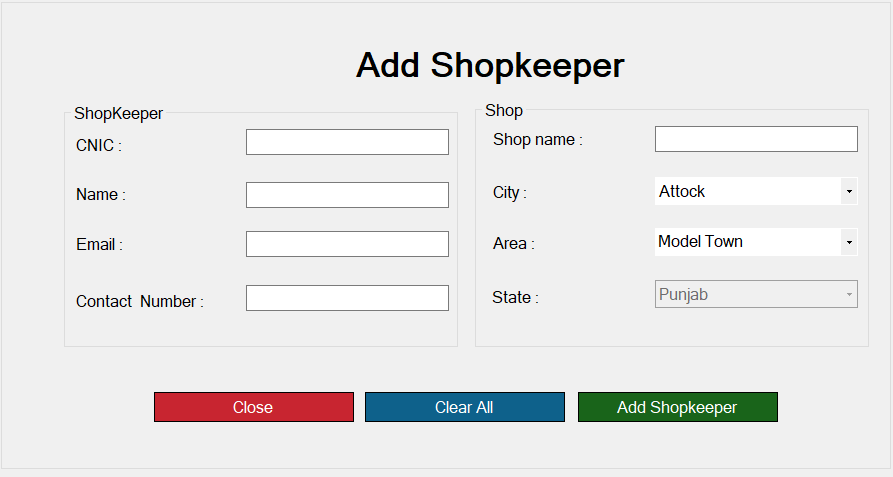 Add Shopkeeper
ShopKeeper
CNIC :
Name :
Email :
Contact  Number :
Shop
Shop name :
City : Attock
Area : Model Town
State : Punjab
Close Clear All Add Shopkeeper